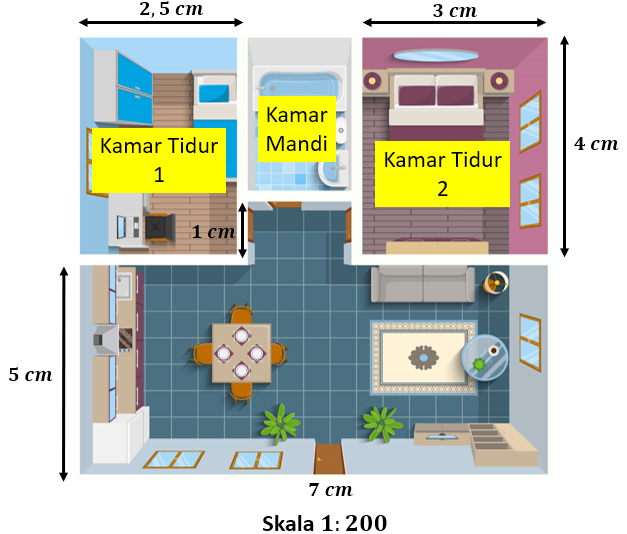 2, 5 cm
3 cm
Kamar Tidur
1
Kamar
Mandi
Kamar Tidur
2
4 cm
1 cm
5 cm
7 cm
Skala 1: 200